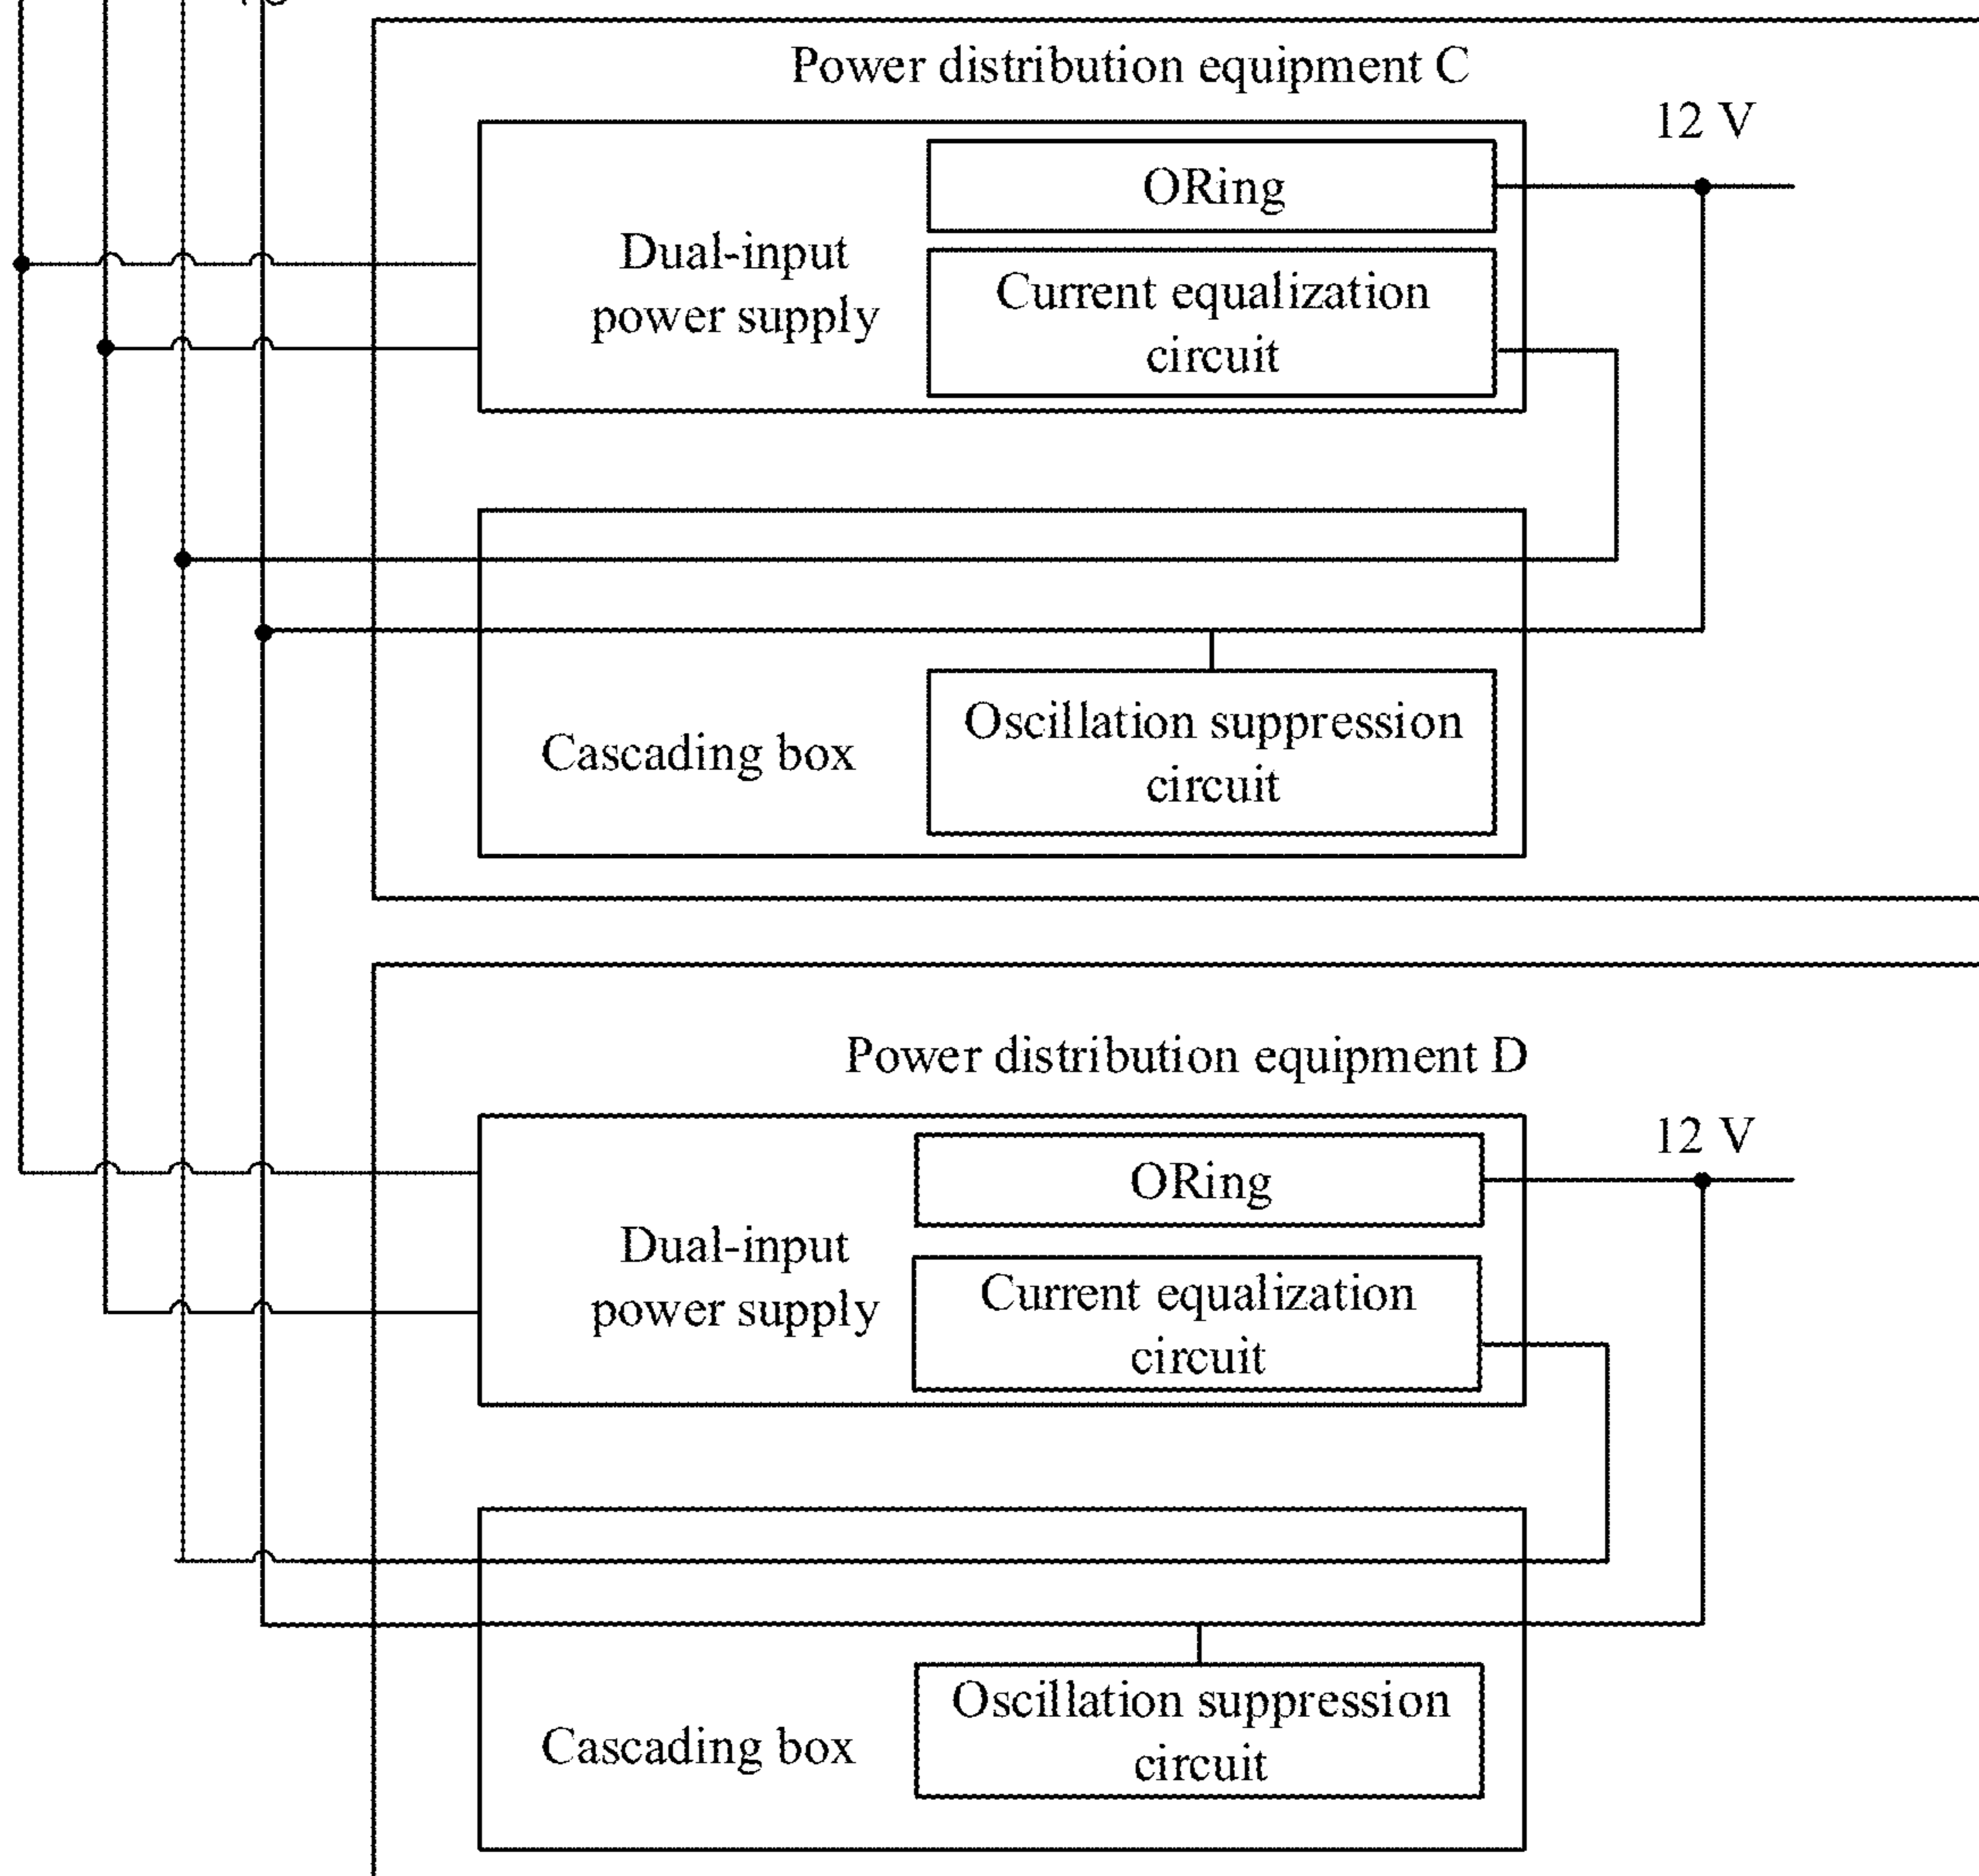 Power distribution equipment C
12 V
ORing
Dual-input
power supply
Current equalization
circuit
Oscillation suppression
circuit
Cascading box
Power distribution equipment D
12 V
ORing
Dual-input
power supply
Current equalization
circuit
Oscillation suppression
circuit
Cascading box